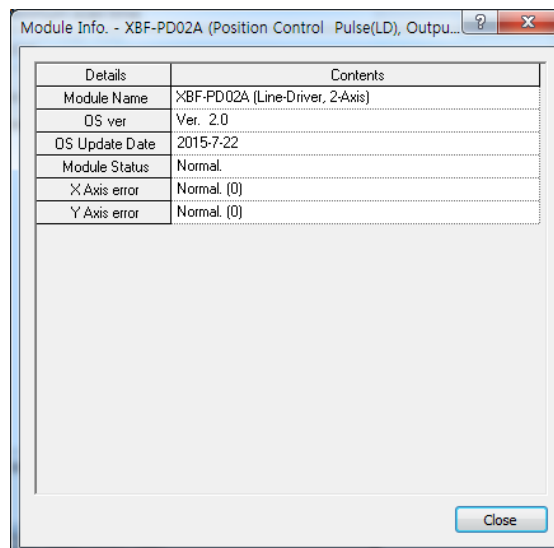 Module Info. - XBF-PD02A (Position Control Pulse(LD), Outpu...
Details Contents
Module Name XBF-PD02A (Line-Driver, 2-Axis)
OS ver Ver. 2.0
OS Update Date 2015-7-22
Module Status Normal.
X Axis error Normal. (0)
Y Axis error Normal. (0)
Close